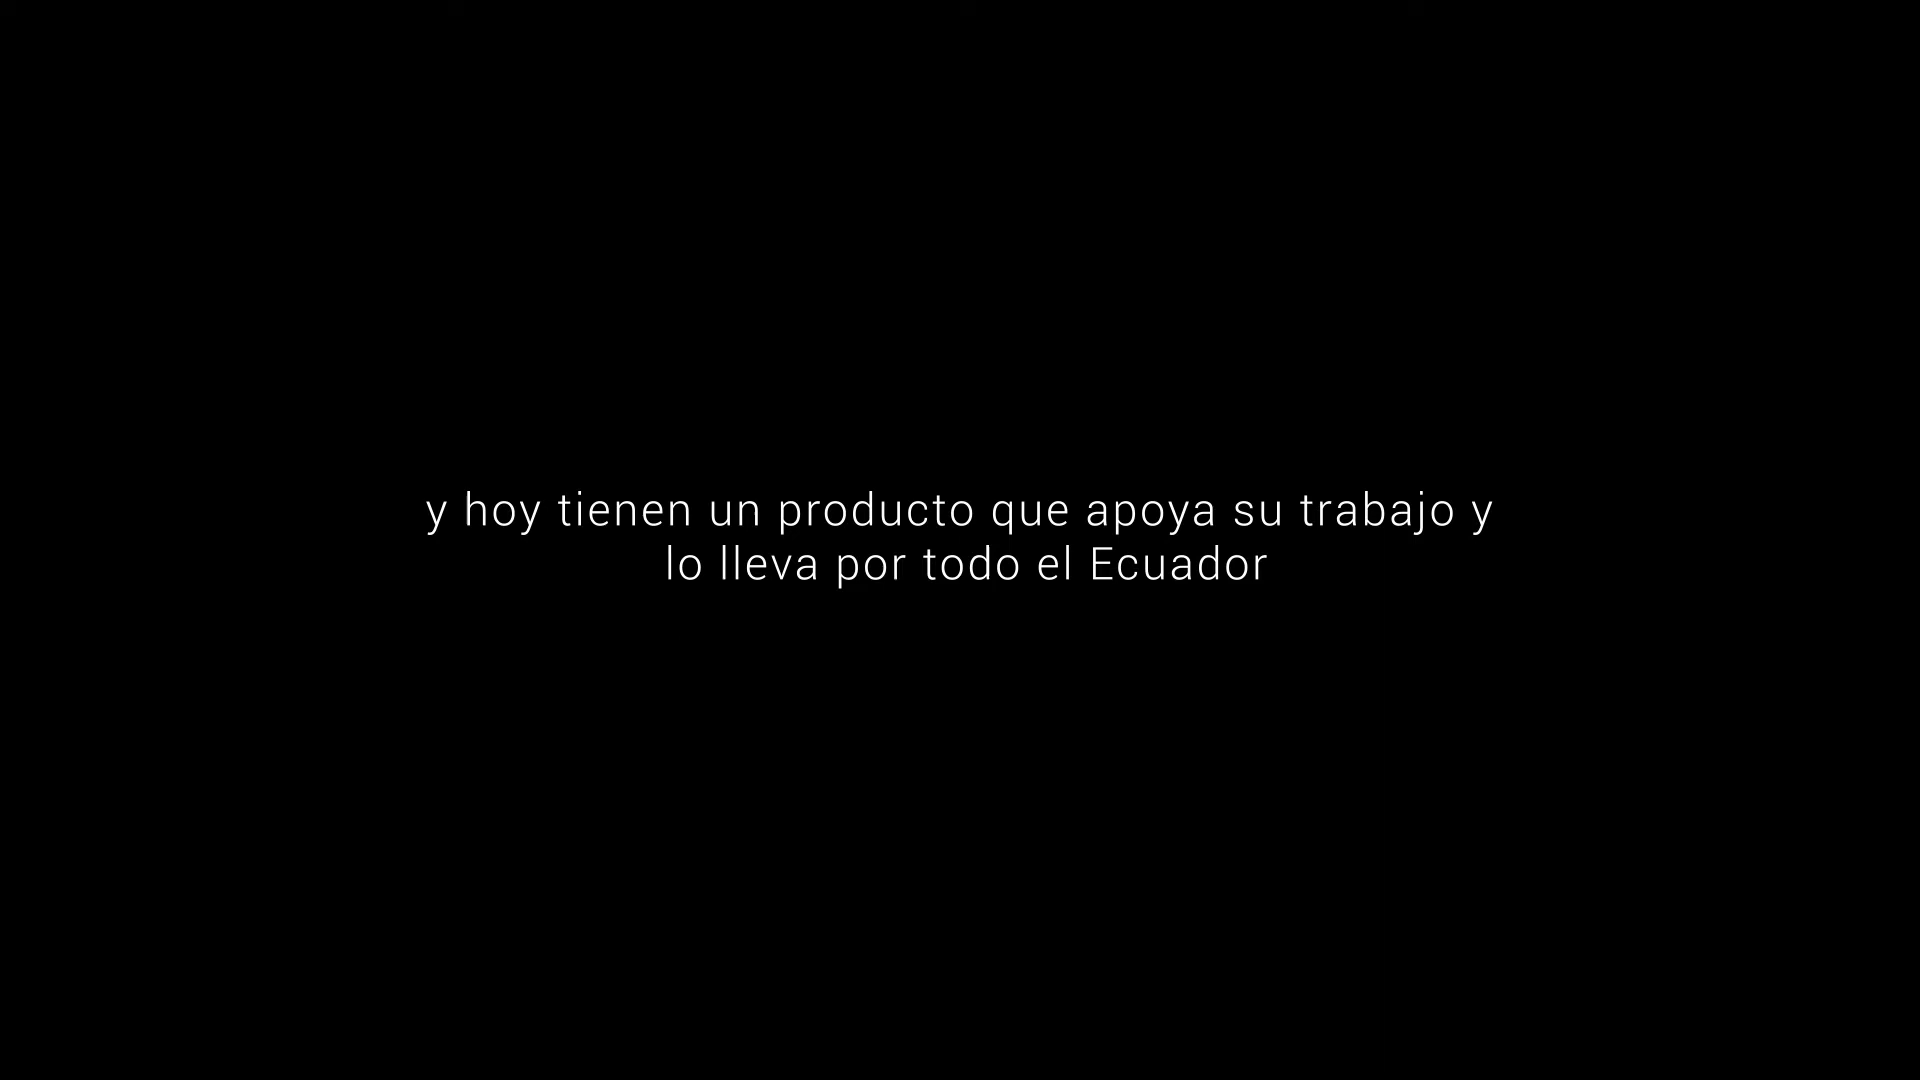 y hoy tienen un producto que apoya su trabajo y
lo lleva por todo el Ecuador